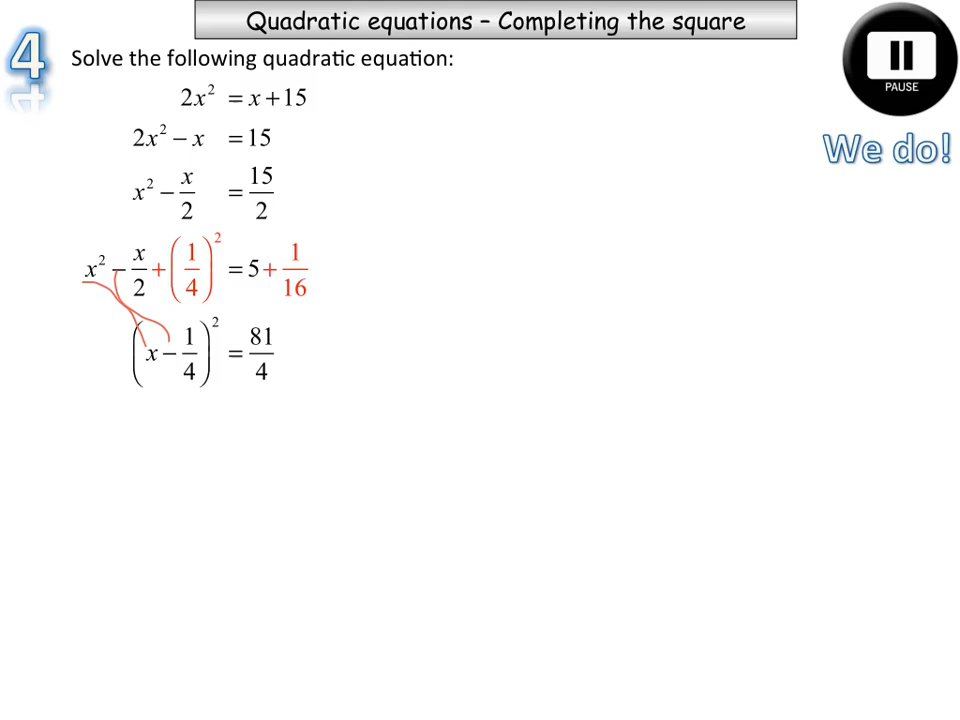 Quadratic equations – Completing the square
4
Solve the following quadratic equation:
PAUSE
We do!
2x² = x + 15
2x² − x = 15
x² − x/2 = 15/2
x² − x/2 + (1/4)² = 5 + 1/16
(x − 1/4)² = 81/4